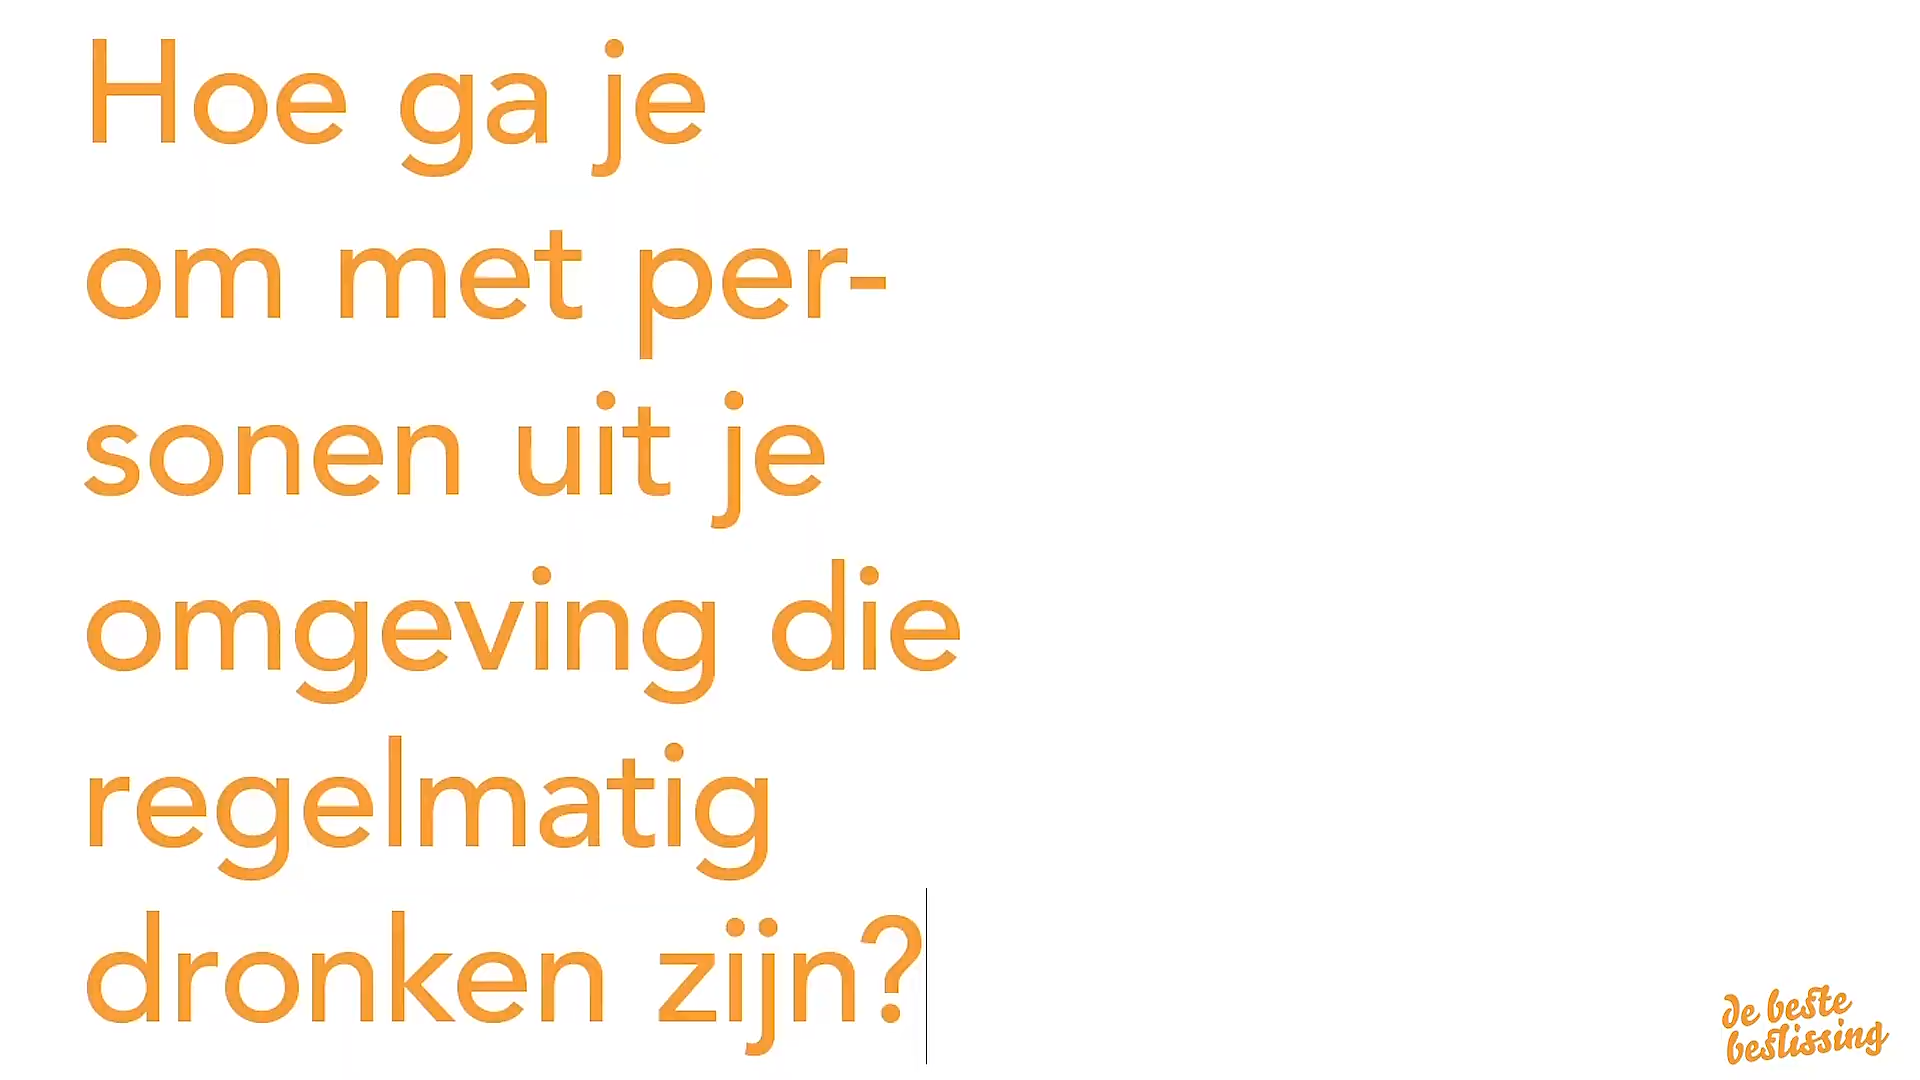 Hoe ga je
om met per-
sonen uit je
omgeving die
regelmatig
dronken zijn?
de beste
beslissing